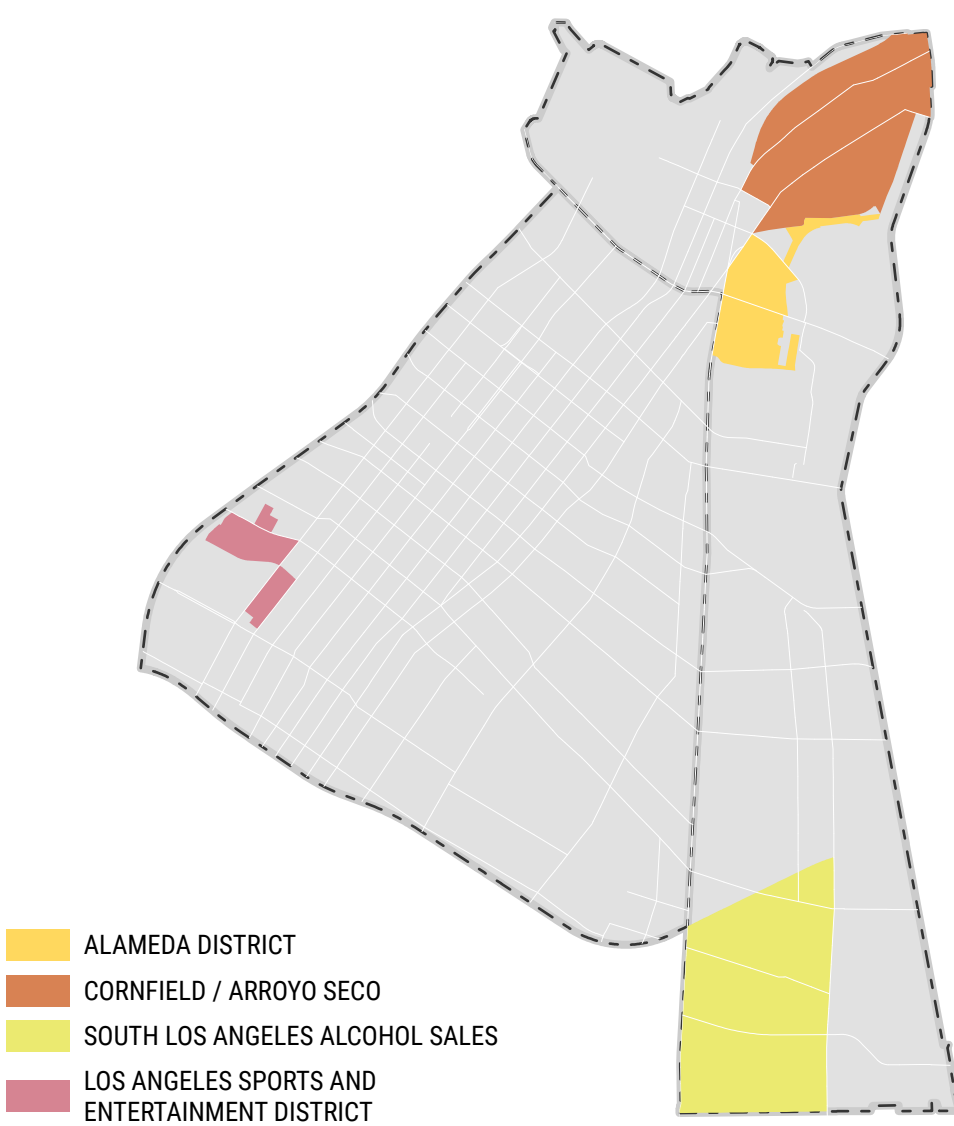 ALAMEDA DISTRICT
CORNFIELD / ARROYO SECO
SOUTH LOS ANGELES ALCOHOL SALES
LOS ANGELES SPORTS AND
ENTERTAINMENT DISTRICT